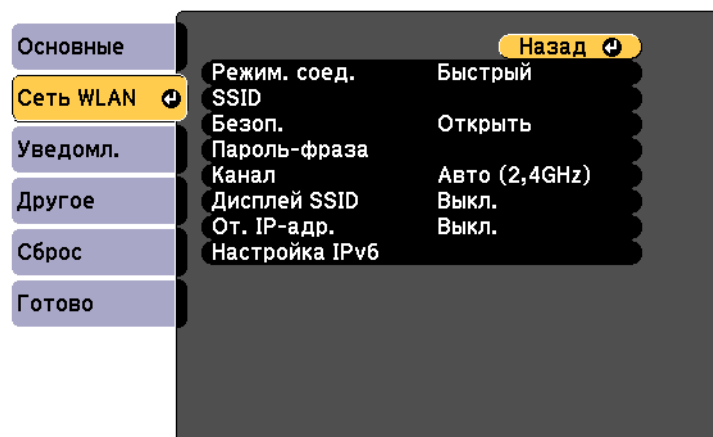 Основные
Сеть WLAN
Уведомл.
Другое
Сброс
Готово
Назад
Режим. соед. Быстрый
SSID
Безоп. Открыть
Пароль-фраза
Канал Авто (2,4GHz)
Дисплей SSID Выкл.
От. IP-адр. Выкл.
Настройка IPv6